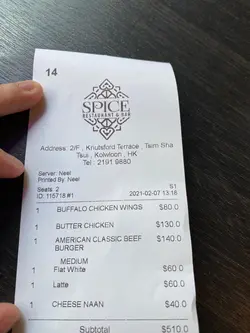 14
SPICE
RESTAURANT & BAR
Address: 2/F , Knutsford Terrace , Tsim Sha
Tsui , Kolwoon , HK
Tel : 2191 9880
Server: Neel
Printed By: Neel
Seats: 2 S1
ID: 115718 #1 2021-02-07 13:18
1 BUFFALO CHICKEN WINGS $80.0
1 BUTTER CHICKEN $130.0
1 AMERICAN CLASSIC BEEF $140.0
BURGER
MEDIUM
1 Flat White $60.0
1 Latte $60.0
1 CHEESE NAAN $40.0
Subtotal $510.0